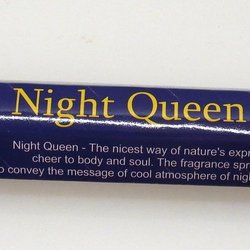 Night Queen
Night Queen - The nicest way of nature's expr
cheer to body and soul. The fragrance spr
o convey the message of cool atmosphere of nigh